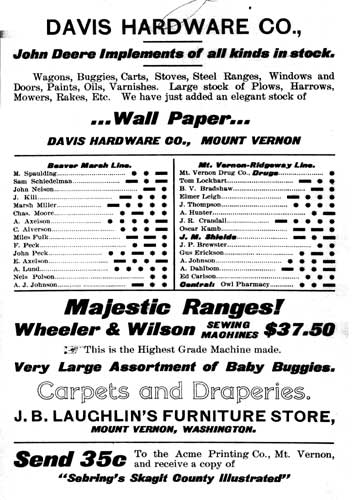 DAVIS HARDWARE CO.,
John Deere Implements of all kinds in stock.
Wagons, Buggies, Carts, Stoves, Steel Ranges, Windows and
Doors, Paints, Oils, Varnishes. Large stock of Plows, Harrows,
Mowers, Rakes, Etc. We have just added an elegant stock of
...Wall Paper...
DAVIS HARDWARE CO., MOUNT VERNON
Beaver Marsh Line.
M. Spaulding
Sam Schiedelman
John Nelson
J. Kill
Marsh Miller
Chas. Moore
A. Axelson
C. Alverson
Miles Fulk
F. Peck
John Peck
E. Axelson
A. Lund
Nels Polson
A. J. Johnson
Mt. Vernon-Ridgeway Line.
Mt. Vernon Drug Co., Drugs
Tom Lockhart
B. V. Bradshaw
Elmer Leigh
J. Thompson
A. Hunter
J. R. Crandall
Oscar Kamb
J. M. Shields
J. P. Brewster
Gus Erickson
A. Johnson
A. Dahlbom
Ed Carlson
Central: Owl Pharmacy
Majestic Ranges!
Wheeler & Wilson SEWING MACHINES $37.50
This is the Highest Grade Machine made.
Very Large Assortment of Baby Buggies.
Carpets and Draperies.
J. B. LAUGHLIN'S FURNITURE STORE,
MOUNT VERNON, WASHINGTON.
Send 35c To the Acme Printing Co., Mt. Vernon,
and receive a copy of
"Sebring's Skagit County Illustrated"